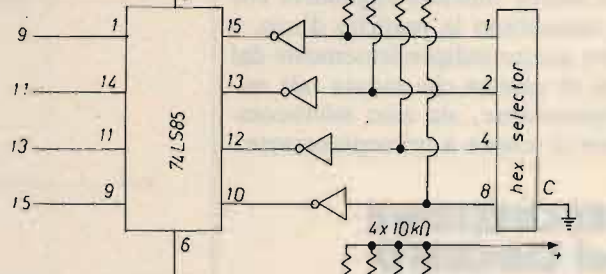 9 1 15 1
11 14 13 2
13 11 12 4
15 9 10 8 C
6
74LS85
hex selector
4x10kΩ
+